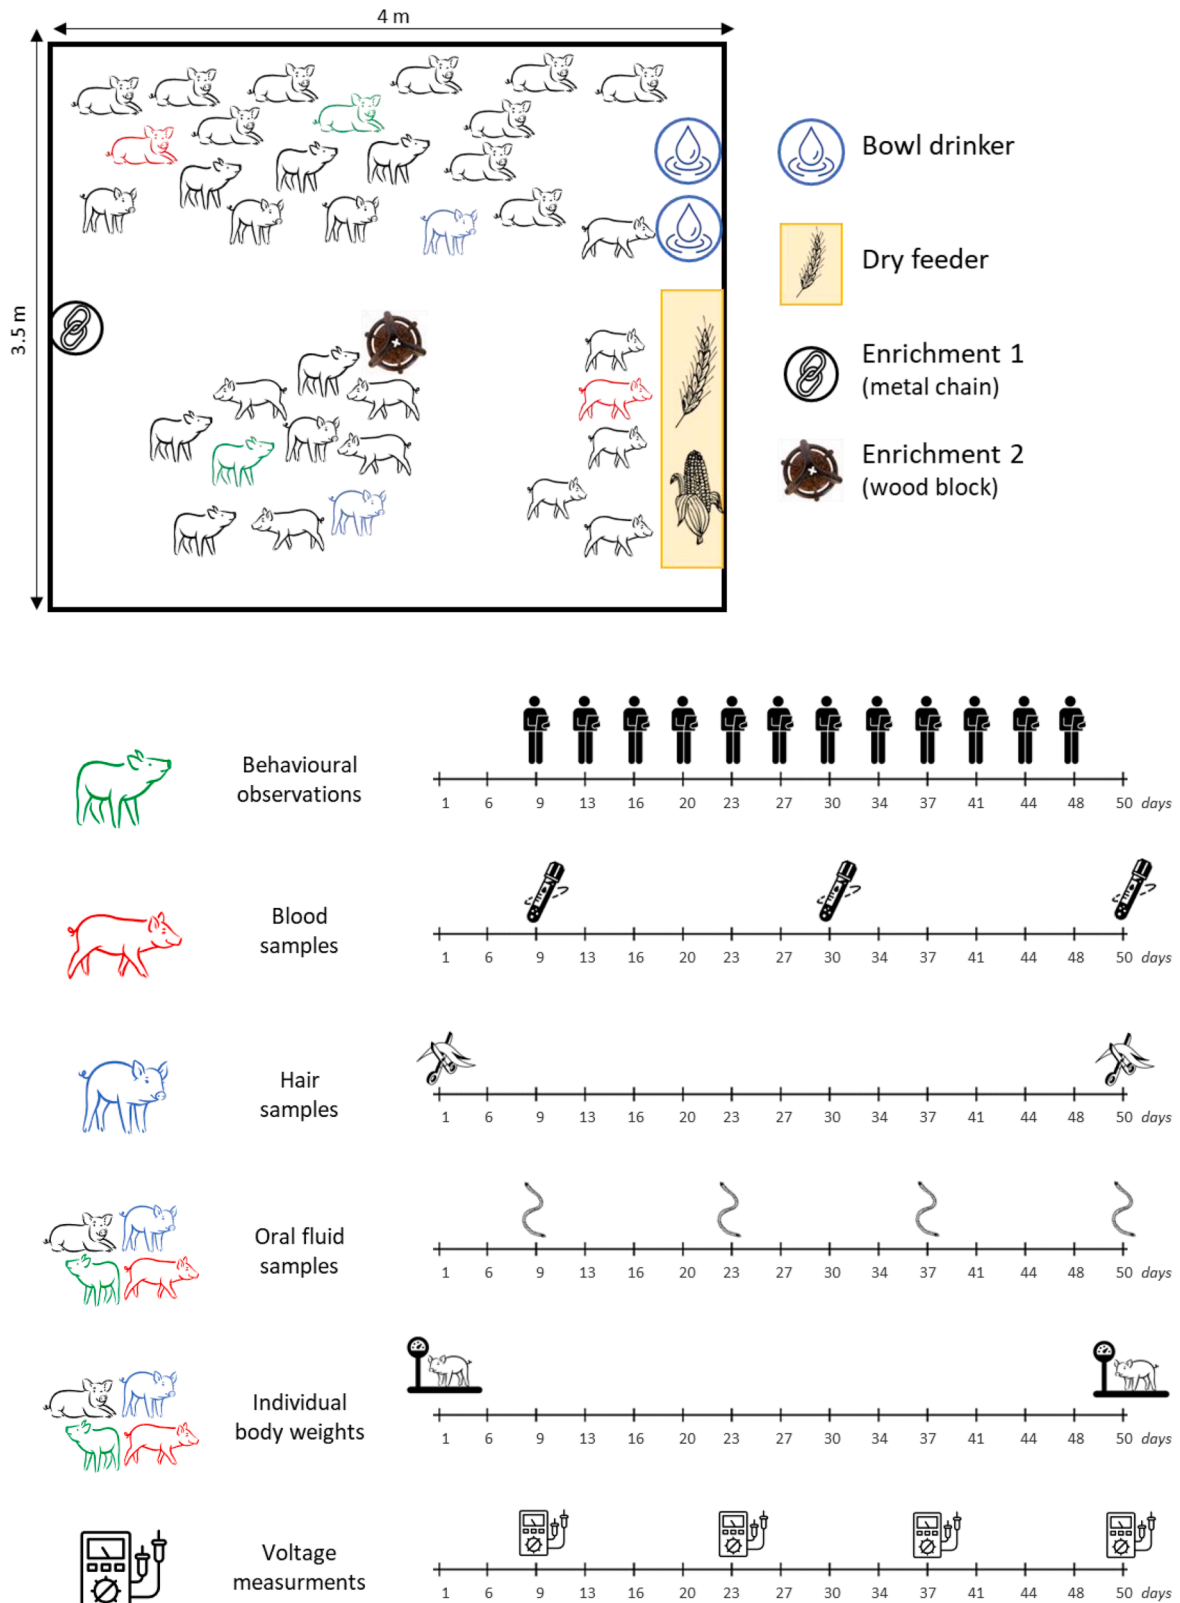 4 m
3.5 m
Bowl drinker
Dry feeder
Enrichment 1
(metal chain)
Enrichment 2
(wood block)
Behavioural
observations
1 6 9 13 16 20 23 27 30 34 37 41 44 48 50 days
Blood
samples
1 6 9 13 16 20 23 27 30 34 37 41 44 48 50 days
Hair
samples
1 6 9 13 16 20 23 27 30 34 37 41 44 48 50 days
Oral fluid
samples
1 6 9 13 16 20 23 27 30 34 37 41 44 48 50 days
Individual
body weights
1 6 9 13 16 20 23 27 30 34 37 41 44 48 50 days
Voltage
measurments
1 6 9 13 16 20 23 27 30 34 37 41 44 48 50 days